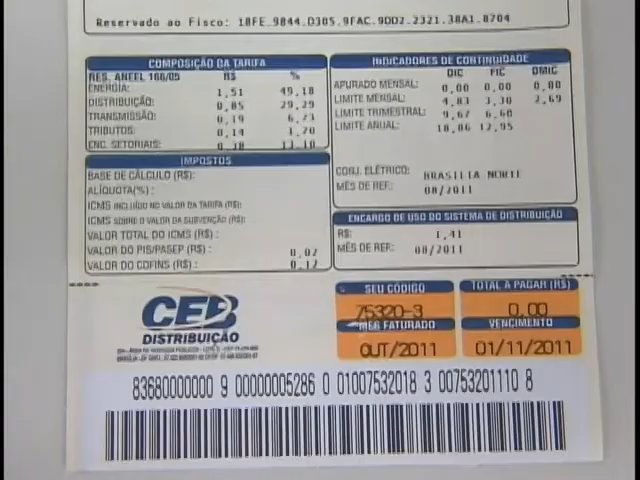 Reservado ao Fisco: 18FE.9844.D305.9FAC.9DD2.2321.38A1.8704
COMPOSIÇÃO DA TARIFA
RES. ANEEL 166/05 R$ %
ENERGIA: 1,51 49,18
DISTRIBUIÇÃO: 0,85 29,29
TRANSMISSÃO: 0,19 6,23
TRIBUTOS: 0,14 1,20
ENC. SETORIAIS: 0,38 13,10
IMPOSTOS
BASE DE CÁLCULO (R$):
ALÍQUOTA(%):
ICMS INCLUÍDO NO VALOR DA TARIFA (R$):
ICMS SOBRE O VALOR DA SUBVENÇÃO (R$):
VALOR TOTAL DO ICMS (R$):
VALOR DO PIS/PASEP (R$): 0,02
VALOR DO COFINS (R$): 0,12
INDICADORES DE CONTINUIDADE
DIC FIC DMIC
APURADO MENSAL: 0,00 0,00 0,00
LIMITE MENSAL: 4,83 3,30 2,69
LIMITE TRIMESTRAL: 9,67 6,60
LIMITE ANUAL: 12,95
CONJ. ELÉTRICO: BRASILIA NORTE
MÊS DE REF.: 08/2011
ENCARGO DE USO DO SISTEMA DE DISTRIBUIÇÃO
R$: 1,41
MÊS DE REF: 08/2011
CEB
DISTRIBUIÇÃO
SEU CÓDIGO
75320-3
TOTAL A PAGAR (R$)
0,00
MÊS FATURADO
OUT/2011
VENCIMENTO
01/11/2011
83680000000 9 00000005286 0 01007532018 3 00753201110 8